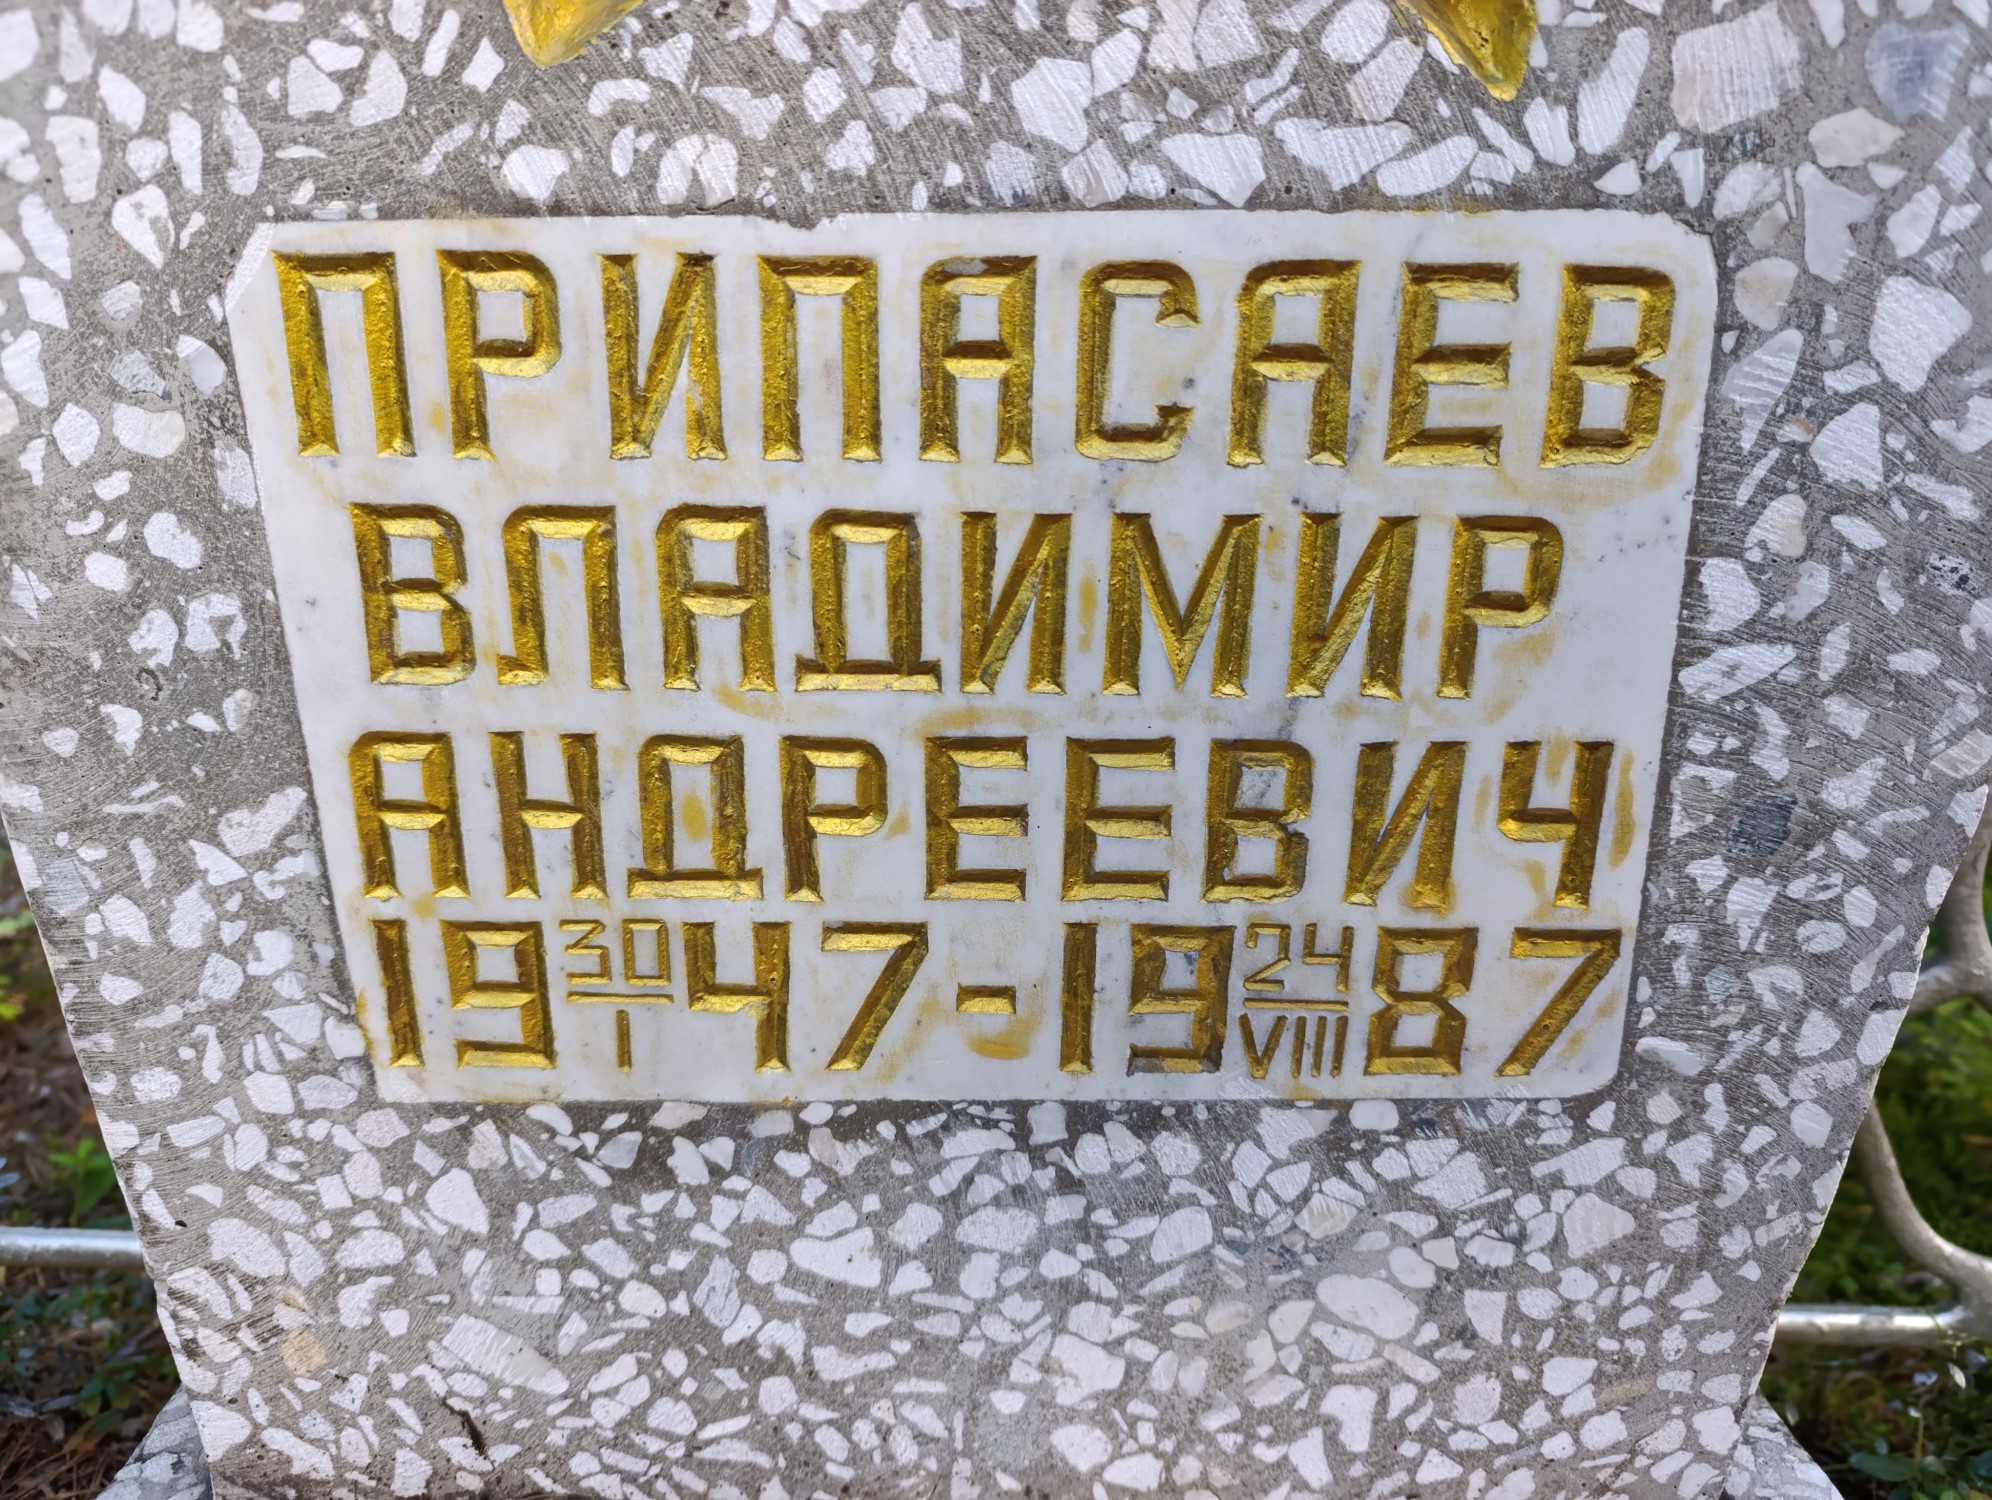 ПРИПАСАЕВ
ВЛАДИМИР
АНДРЕЕВИЧ
19 30/I 47 - 19 24/VIII 87